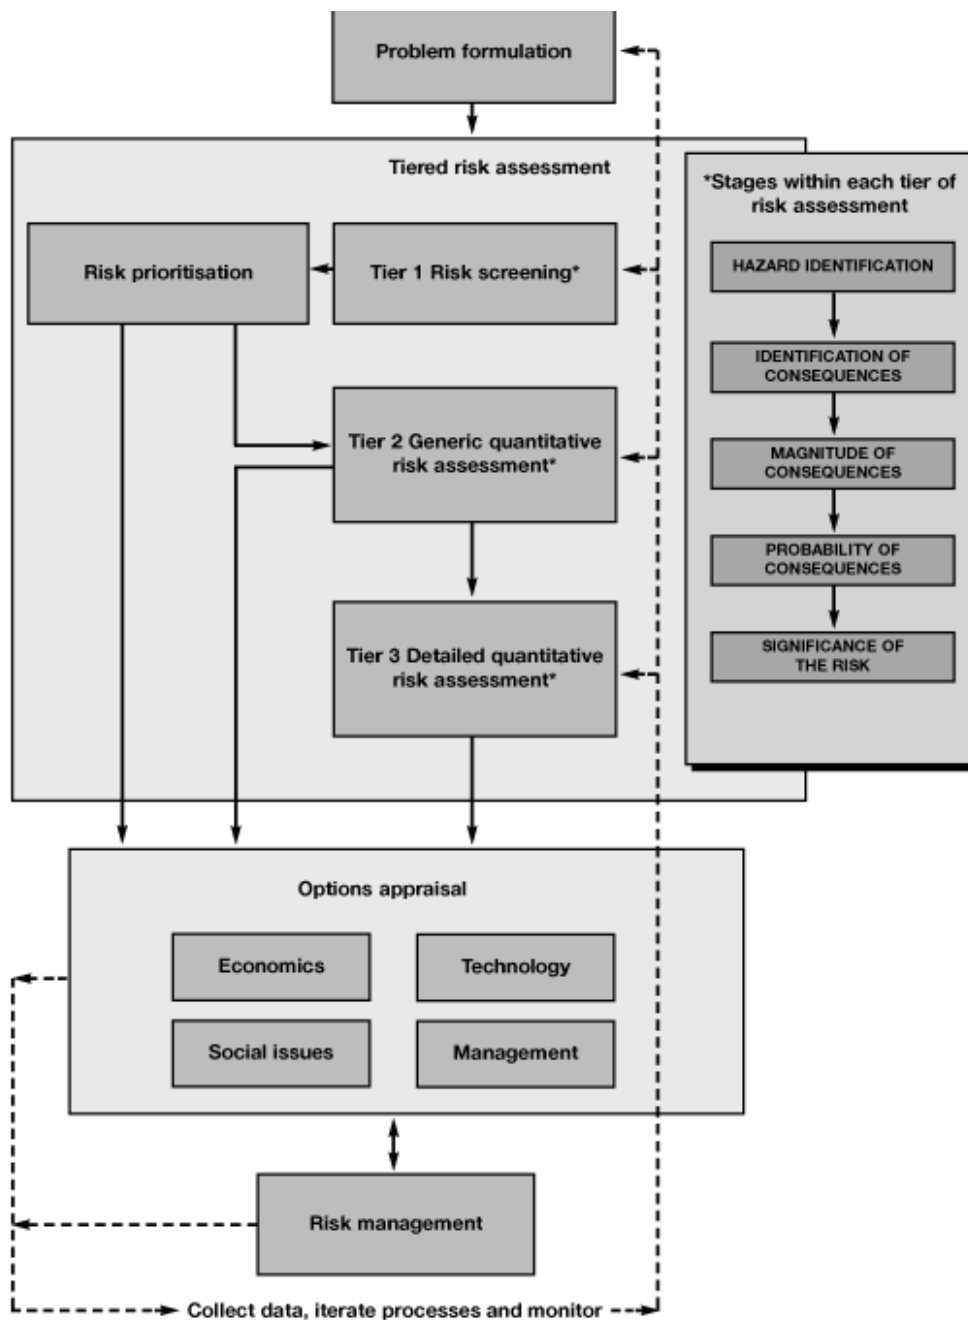 Problem formulation
Tiered risk assessment
Risk prioritisation
Tier 1 Risk screening*
Tier 2 Generic quantitative
risk assessment*
Tier 3 Detailed quantitative
risk assessment*
*Stages within each tier of
risk assessment
HAZARD IDENTIFICATION
IDENTIFICATION OF
CONSEQUENCES
MAGNITUDE OF
CONSEQUENCES
PROBABILITY OF
CONSEQUENCES
SIGNIFICANCE OF
THE RISK
Options appraisal
Economics
Technology
Social issues
Management
Risk management
Collect data, iterate processes and monitor